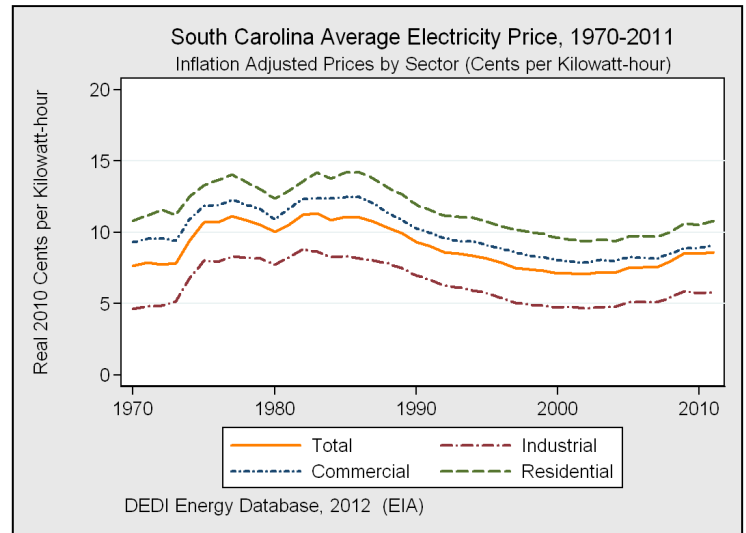 South Carolina Average Electricity Price, 1970-2011
Inflation Adjusted Prices by Sector (Cents per Kilowatt-hour)
Real 2010 Cents per Kilowatt-hour
20
15
10
5
0
1970 1980 1990 2000 2010
Total Industrial
Commercial Residential
DEDI Energy Database, 2012 (EIA)